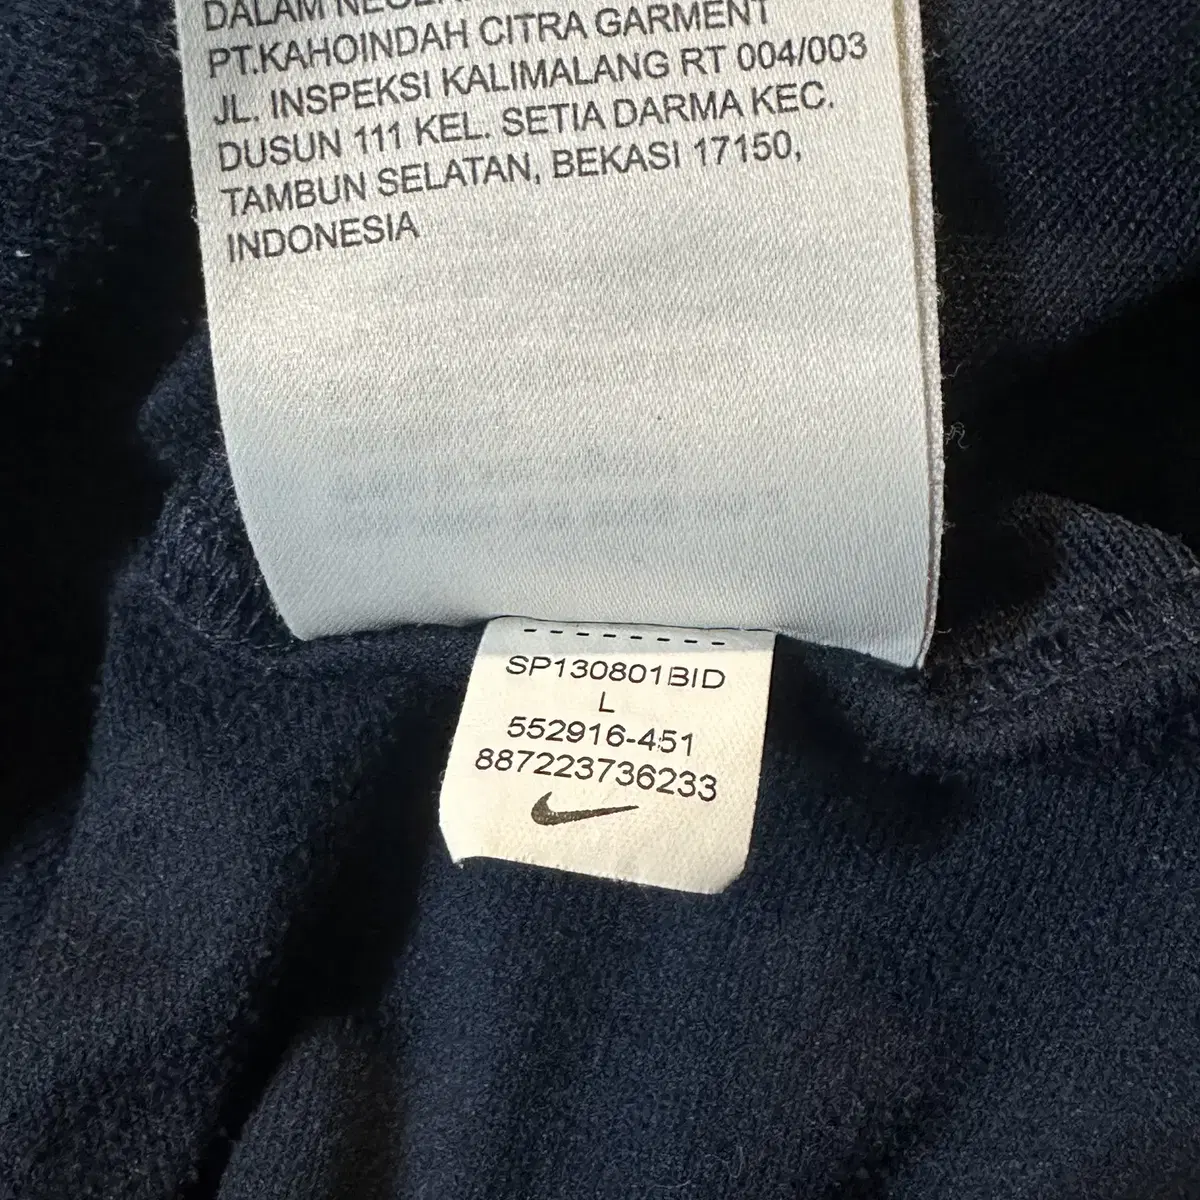 DALAM
PT.KAHOINDAH CITRA GARMENT
JL. INSPEKSI KALIMALANG RT 004/003
DUSUN 111 KEL. SETIA DARMA KEC.
TAMBUN SELATAN, BEKASI 17150,
INDONESIA
SP130801BID
L
552916-451
887223736233